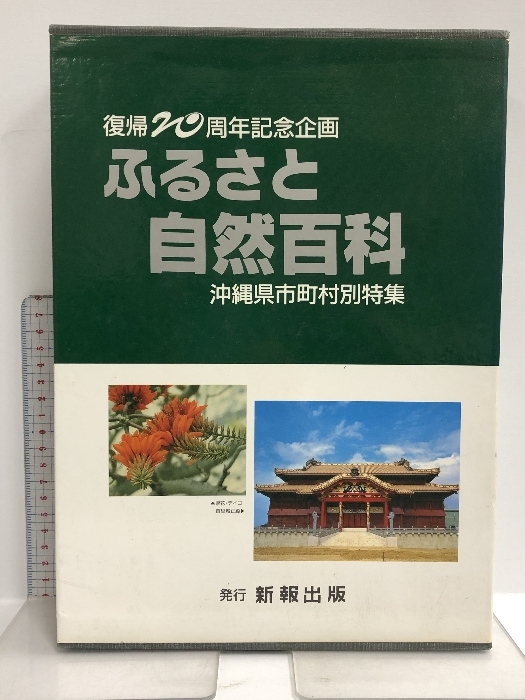 復帰20周年記念企画
ふるさと
自然百科
沖縄県市町村別特集
発行 新報出版